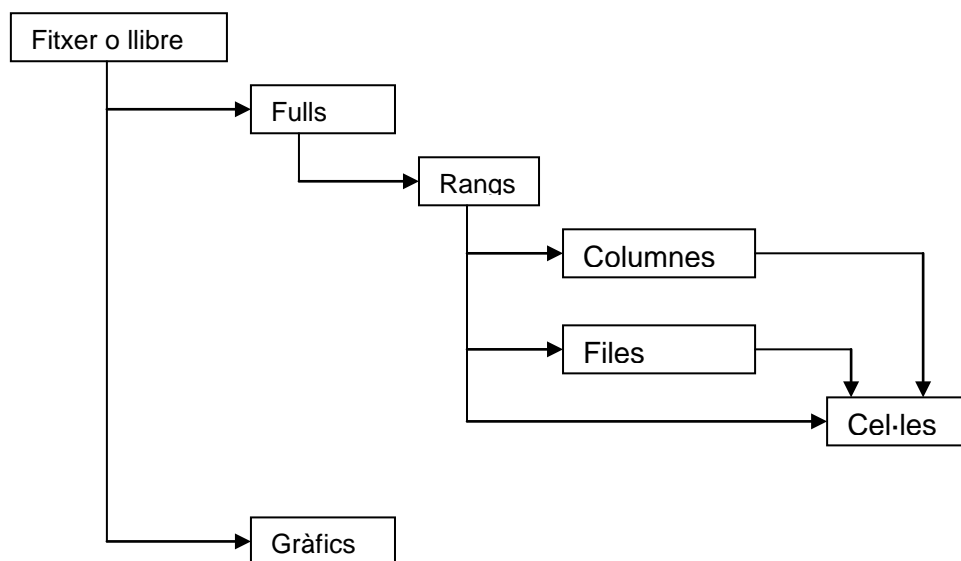 Fitxer o llibre
Fulls
Rangs
Columnes
Files
Cel·les
Gràfics